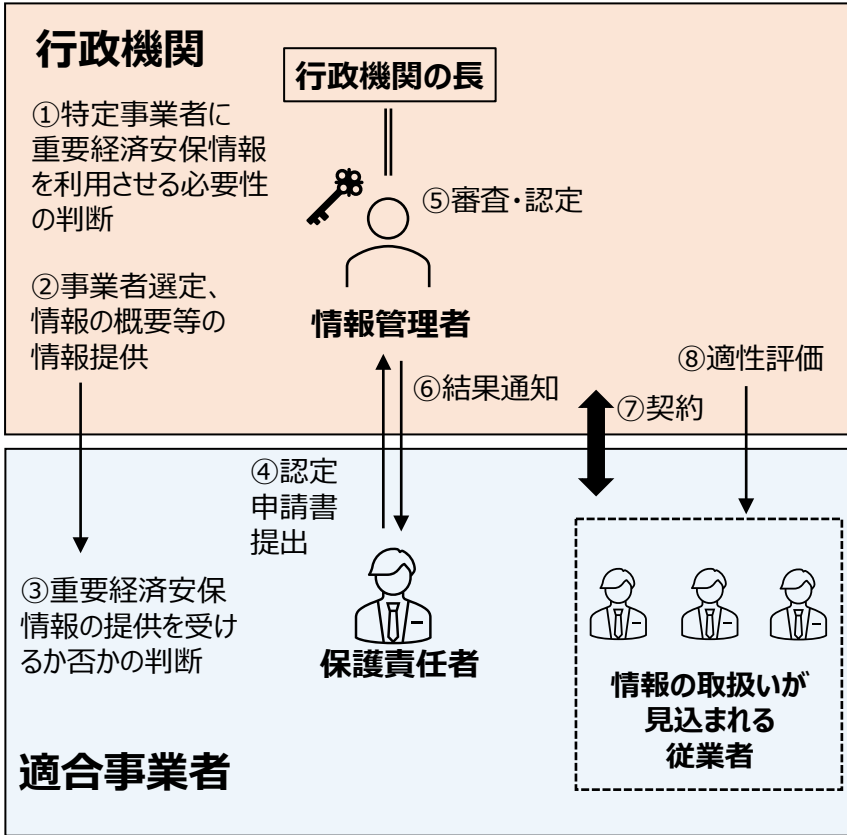 行政機関
行政機関の長
①特定事業者に
重要経済安保情報
を利用させる必要性
の判断
⑤審査・認定
②事業者選定、
情報の概要等の
情報提供
情報管理者
⑧適性評価
⑥結果通知
⑦契約
④認定
申請書
提出
③重要経済安保
情報の提供を受け
るか否かの判断
保護責任者
情報の取扱いが
見込まれる
従業者
適合事業者